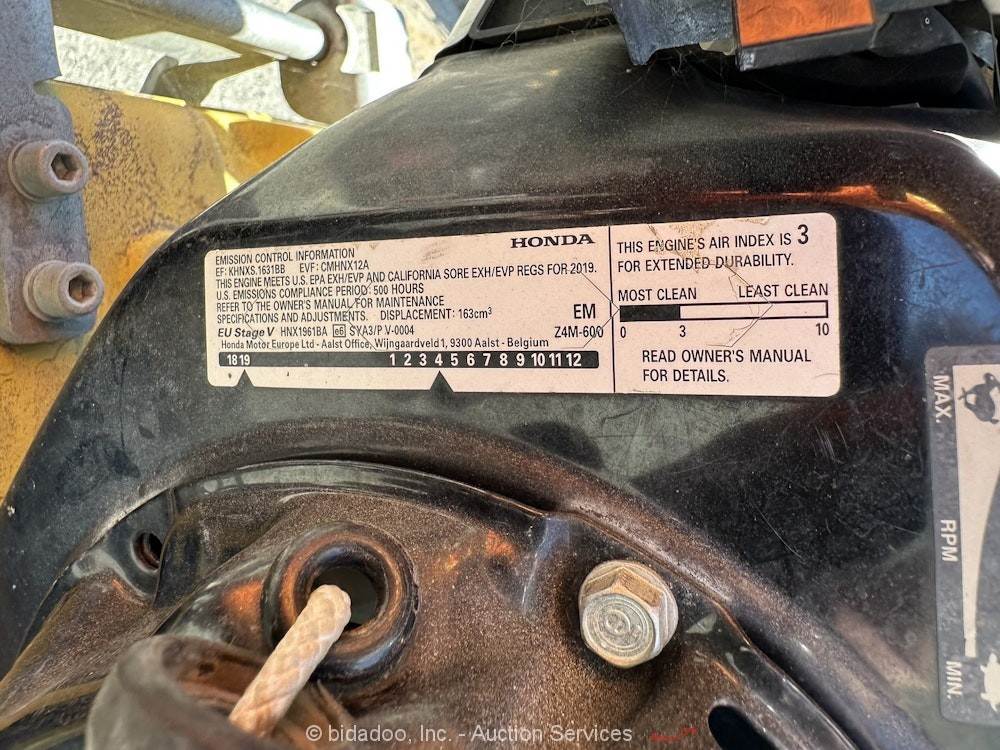 EMISSION CONTROL INFORMATION
HONDA
EF: KHNXS.1631BB EVF: CMHNX12A
THIS ENGINE MEETS U.S. EPA EXH/EVP AND CALIFORNIA SORE EXH/EVP REGS FOR 2019.
U.S. EMISSIONS COMPLIANCE PERIOD: 500 HOURS
REFER TO THE OWNER'S MANUAL FOR MAINTENANCE
SPECIFICATIONS AND ADJUSTMENTS. DISPLACEMENT: 163cm³ EM
EU Stage V HNX1961BA e6 SYA3/P V-0004 Z4M-600
Honda Motor Europe Ltd - Aalst Office, Wijngaardveld 1, 9300 Aalst - Belgium
18 19 1 2 3 4 5 6 7 8 9 10 11 12
THIS ENGINE'S AIR INDEX IS 3
FOR EXTENDED DURABILITY.
MOST CLEAN LEAST CLEAN
0 3 10
READ OWNER'S MANUAL
FOR DETAILS.
MAX.
RPM
MIN.
© bidadoo, Inc. - Auction Services